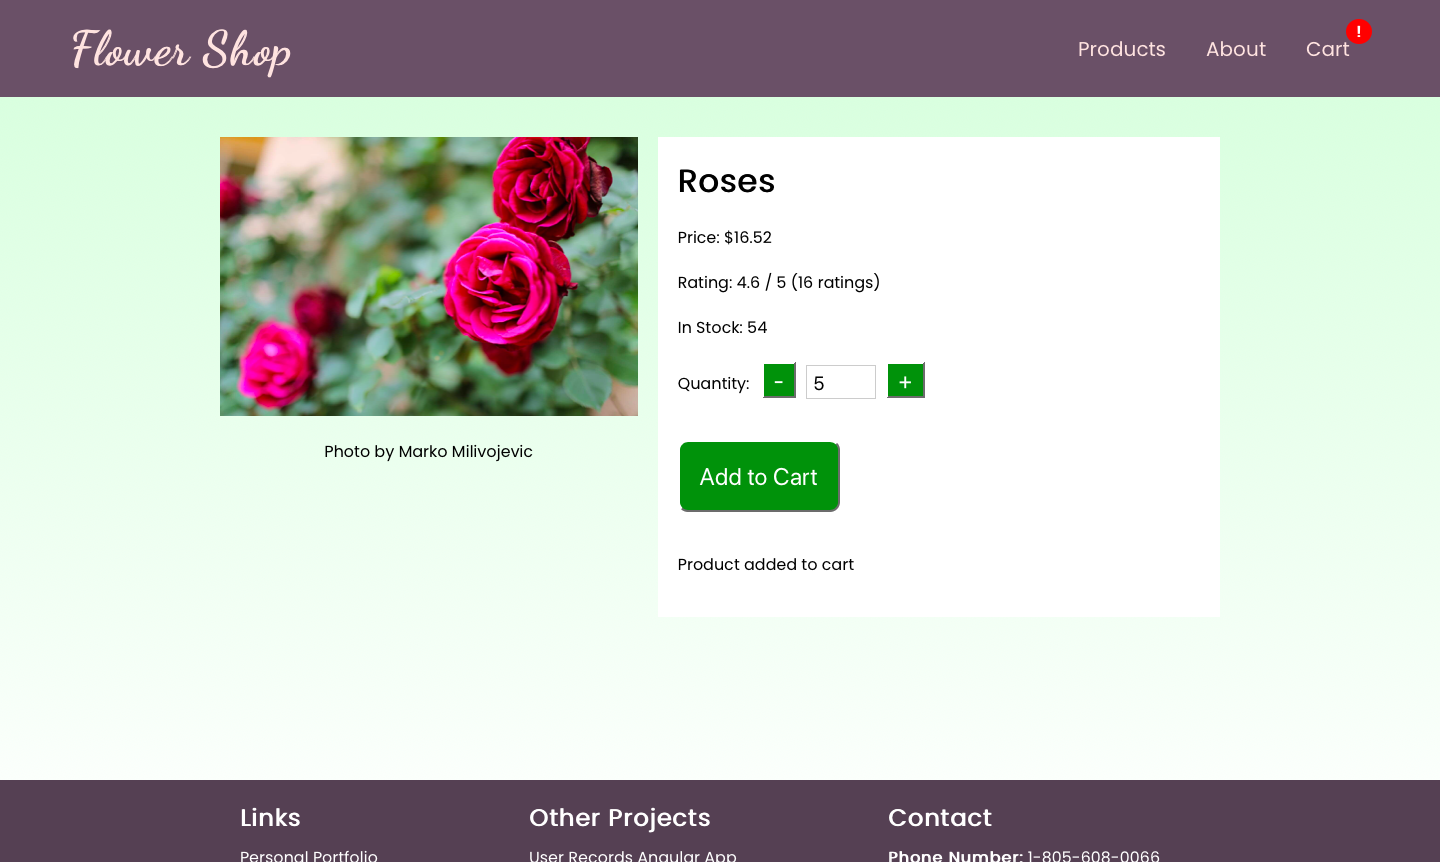 Flower Shop
Products
About
Cart
!
Roses
Price: $16.52
Rating: 4.6 / 5 (16 ratings)
In Stock: 54
Quantity: - 5 +
Add to Cart
Product added to cart
Photo by Marko Milivojevic
Links
Personal Portfolio
Other Projects
User Records Angular App
Contact
Phone Number: 1-805-608-0066